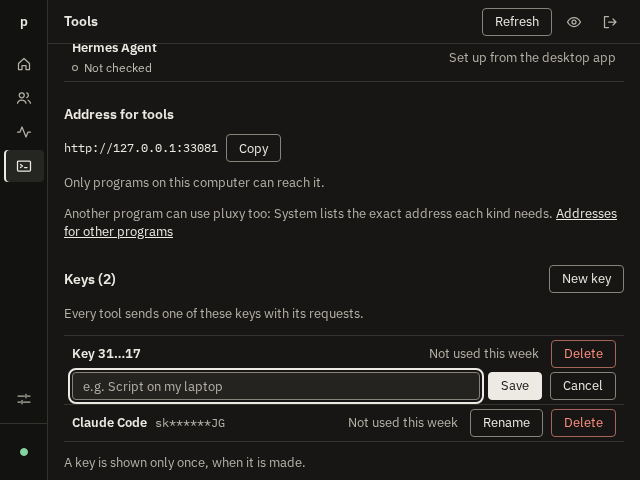 p
Tools
Refresh
Hermes Agent
Not checked
Set up from the desktop app
Address for tools
http://127.0.0.1:33081
Copy
Only programs on this computer can reach it.
Another program can use pluxy too: System lists the exact address each kind needs. Addresses
for other programs
Keys (2)
New key
Every tool sends one of these keys with its requests.
Key 31…17
Not used this week
Delete
e.g. Script on my laptop
Save
Cancel
Claude Code sk******JG
Not used this week
Rename
Delete
A key is shown only once, when it is made.